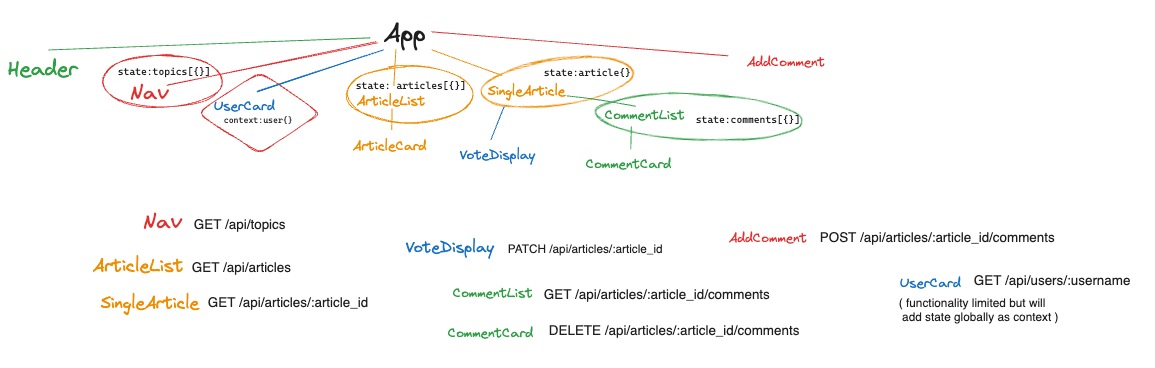 App
Header
state:topics[{}]
Nav
UserCard
context:user{}
state: articles[{}]
ArticleList
ArticleCard
state:article{}
SingleArticle
VoteDisplay
CommentList
state:comments[{}]
CommentCard
AddComment
Nav GET /api/topics
ArticleList GET /api/articles
SingleArticle GET /api/articles/:article_id
VoteDisplay PATCH /api/articles/:article_id
CommentList GET /api/articles/:article_id/comments
CommentCard DELETE /api/articles/:article_id/comments
AddComment POST /api/articles/:article_id/comments
UserCard GET /api/users/:username
( functionality limited but will
add state globally as context )